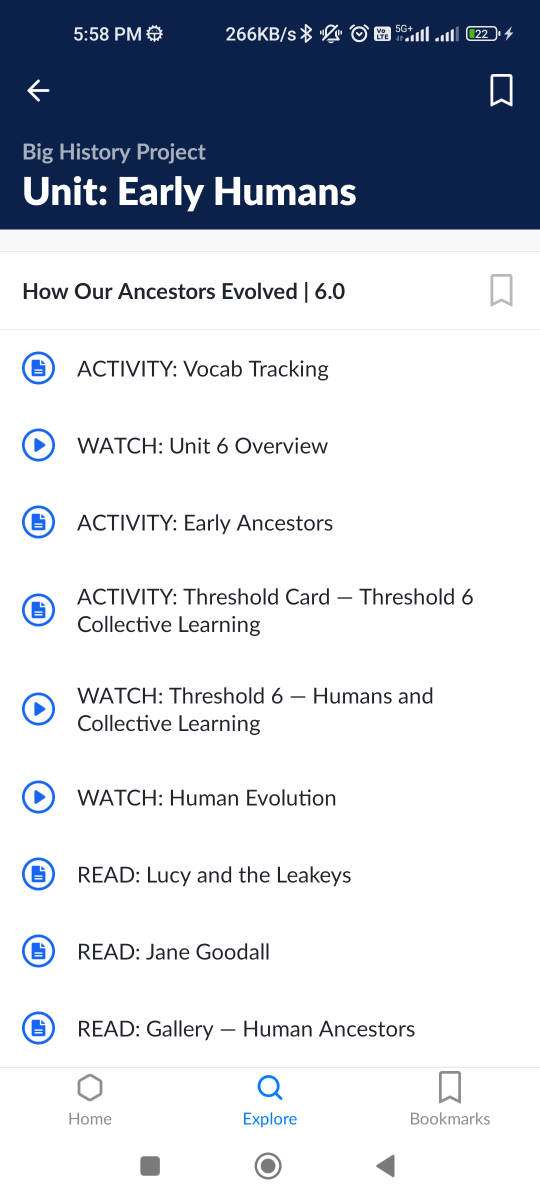 5:58 PM
266KB/s
Vo
LTE
5G+
22
Big History Project
Unit: Early Humans
How Our Ancestors Evolved | 6.0
ACTIVITY: Vocab Tracking
WATCH: Unit 6 Overview
ACTIVITY: Early Ancestors
ACTIVITY: Threshold Card — Threshold 6
Collective Learning
WATCH: Threshold 6 — Humans and
Collective Learning
WATCH: Human Evolution
READ: Lucy and the Leakeys
READ: Jane Goodall
READ: Gallery — Human Ancestors
Home
Explore
Bookmarks